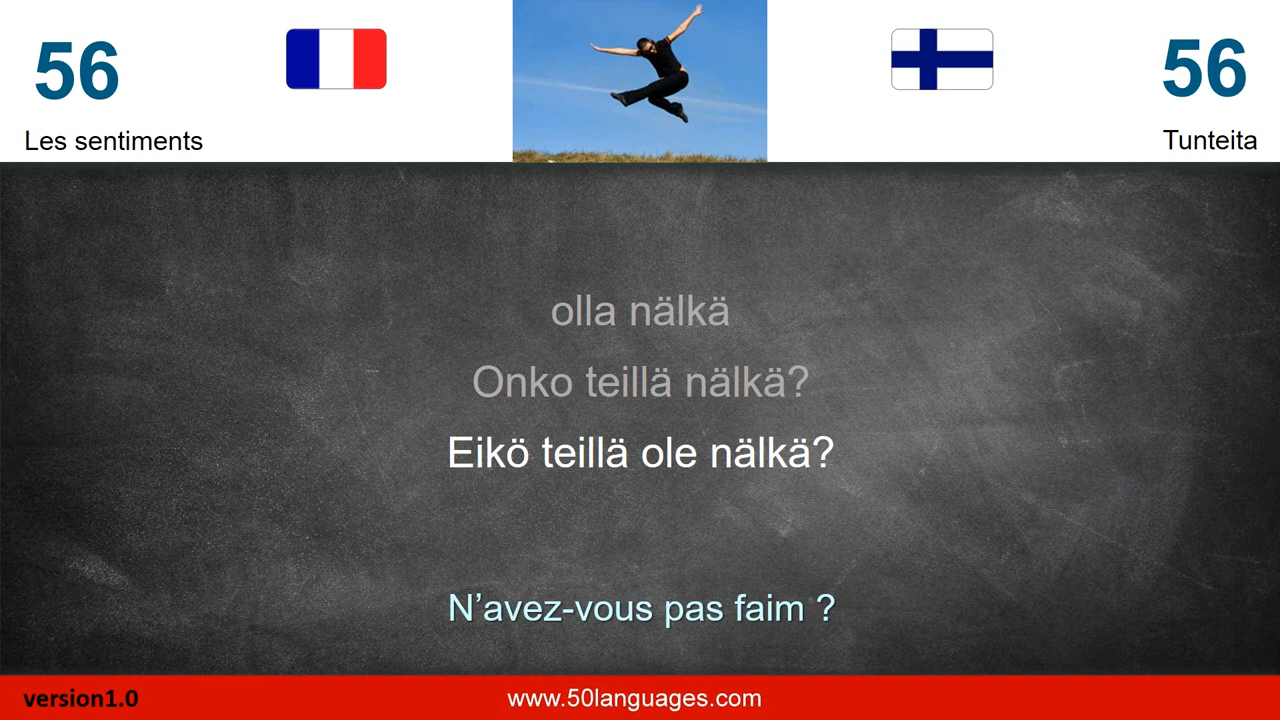 56
56
Les sentiments
Tunteita
olla nälkä
Onko teillä nälkä?
Eikö teillä ole nälkä?
N’avez-vous pas faim ?
version1.0
www.50languages.com